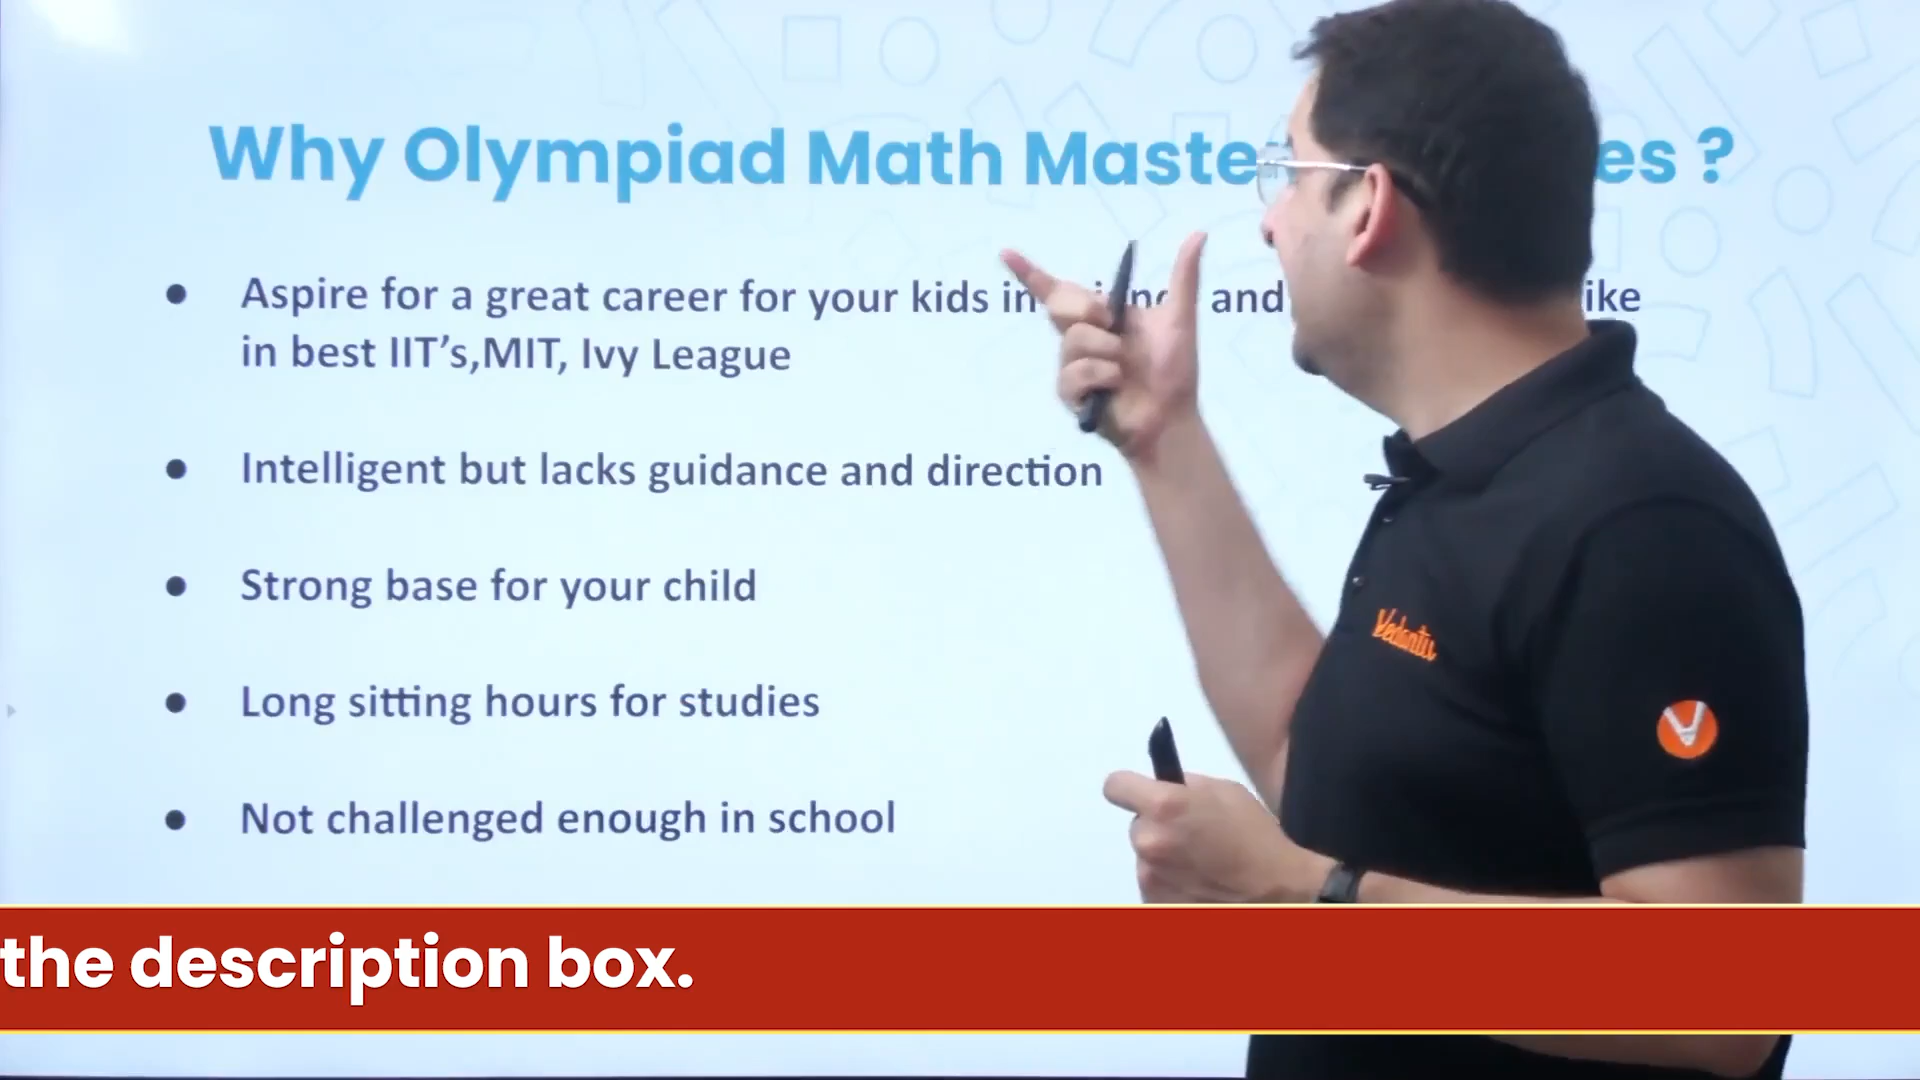 Why Olympiad Math Maste es ?
● Aspire for a great career for your kids in and ike
in best IIT's,MIT, Ivy League
● Intelligent but lacks guidance and direction
● Strong base for your child
● Long sitting hours for studies
● Not challenged enough in school
Vedantu
V
the description box.